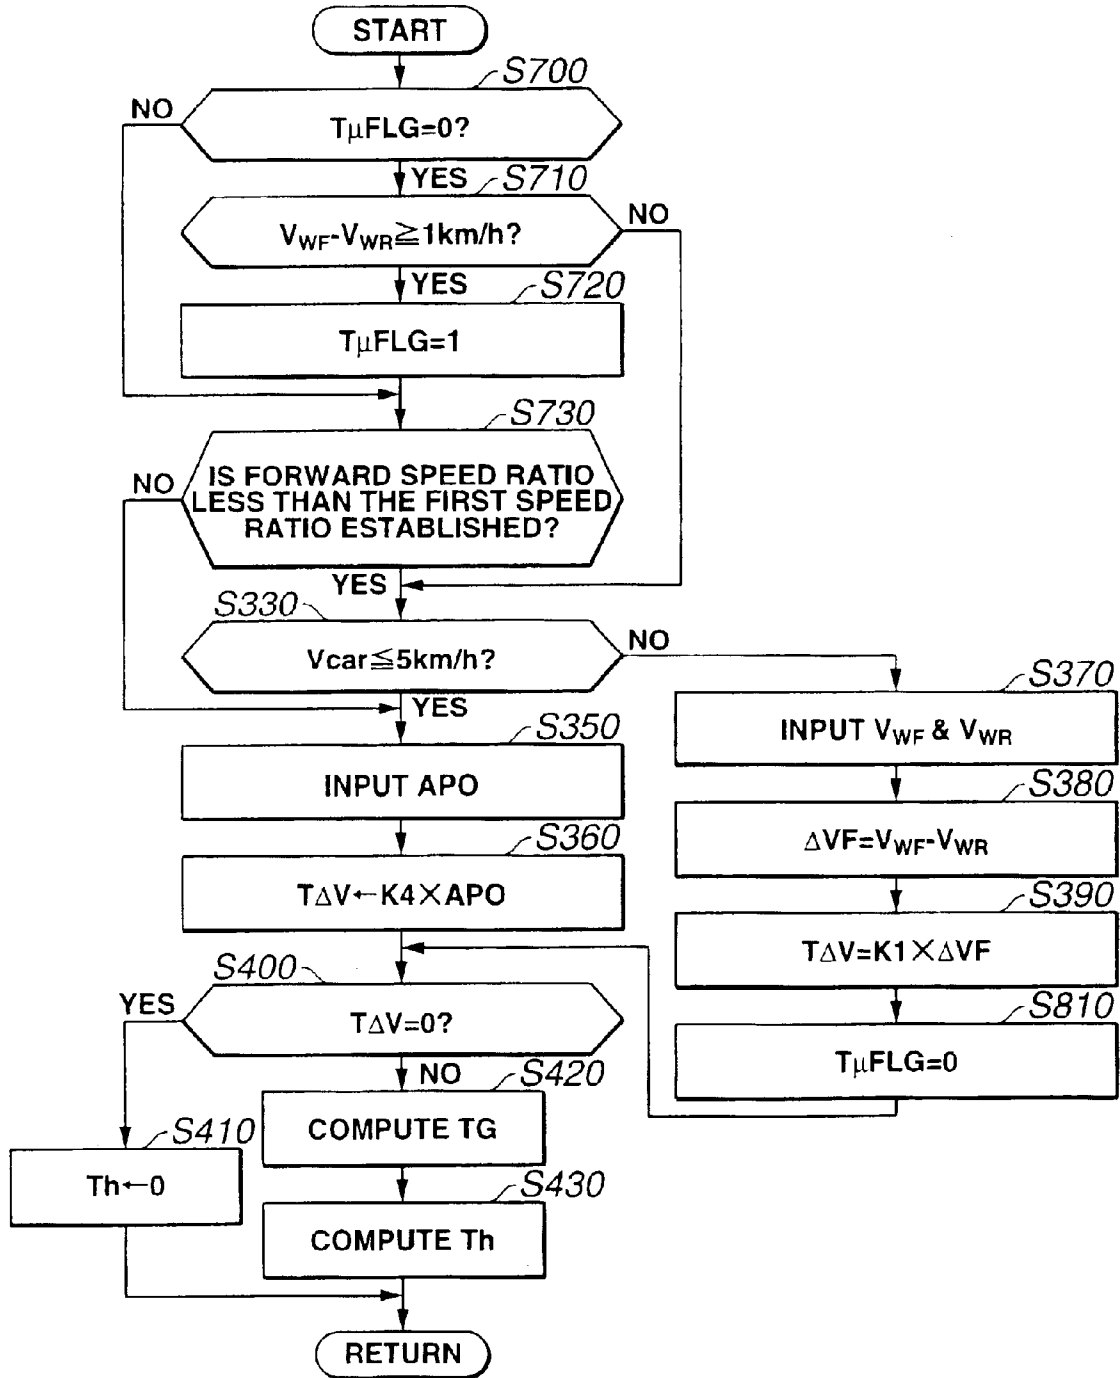 START
S700
NO
TμFLG=0?
YES
S710
NO
VWF-VWR≧1km/h?
YES
S720
TμFLG=1
S730
NO
IS FORWARD SPEED RATIO
LESS THAN THE FIRST SPEED
RATIO ESTABLISHED?
YES
S330
NO
Vcar≦5km/h?
YES
S370
INPUT VWF & VWR
S350
INPUT APO
S380
ΔVF=VWF-VWR
S360
TΔV←K4×APO
S390
TΔV=K1×ΔVF
S400
YES
TΔV=0?
NO
S810
TμFLG=0
S420
COMPUTE TG
S410
Th←0
S430
COMPUTE Th
RETURN